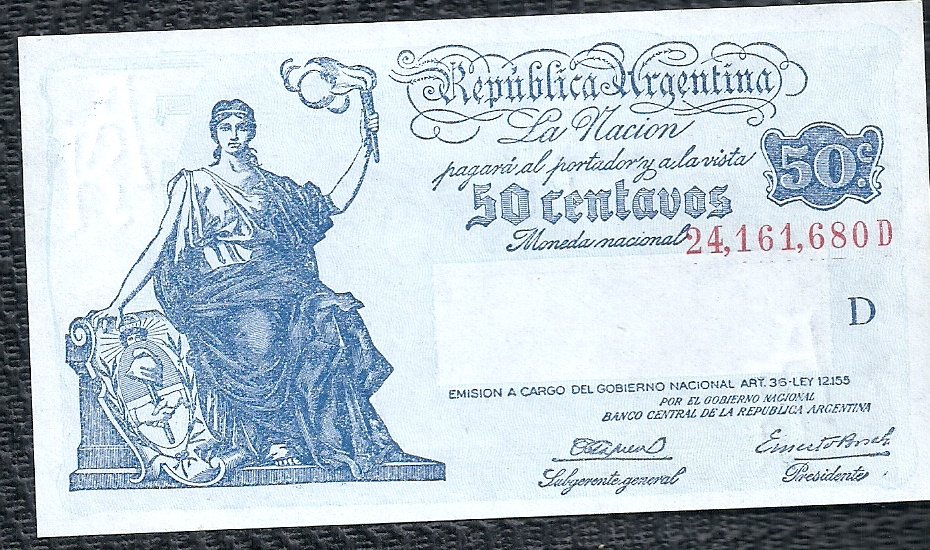 República Argentina
La Nacion
pagará al portador y a la vista
50 centavos
50c.
Moneda nacional
24,161,680 D
D
EMISION A CARGO DEL GOBIERNO NACIONAL ART. 36-LEY 12.155
POR EL GOBIERNO NACIONAL
BANCO CENTRAL DE LA REPUBLICA ARGENTINA
Ernesto Bosch
Subgerente general
Presidente